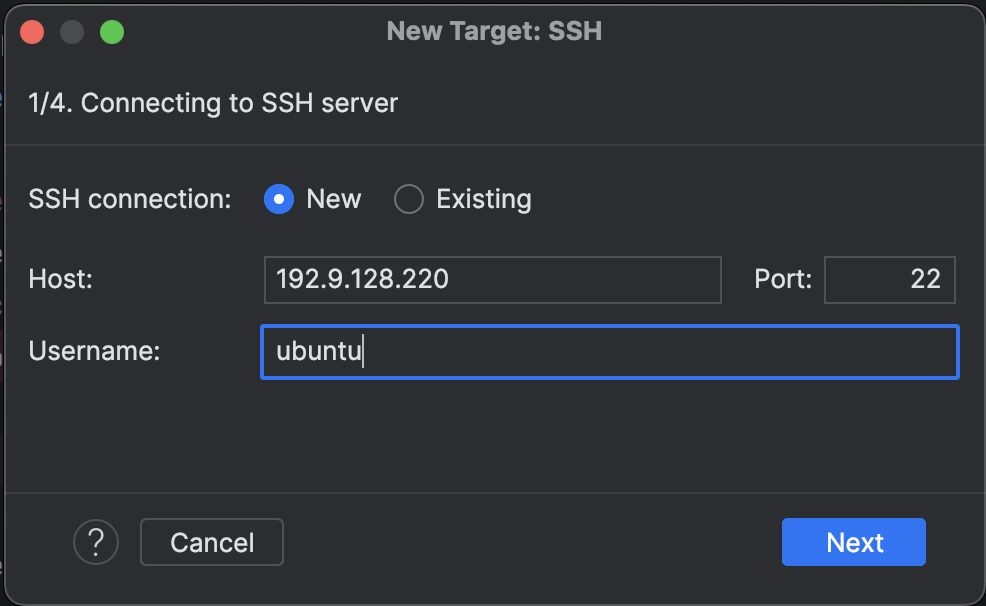 New Target: SSH
1/4. Connecting to SSH server
SSH connection: New Existing
Host: 192.9.128.220 Port: 22
Username: ubuntu
? Cancel Next